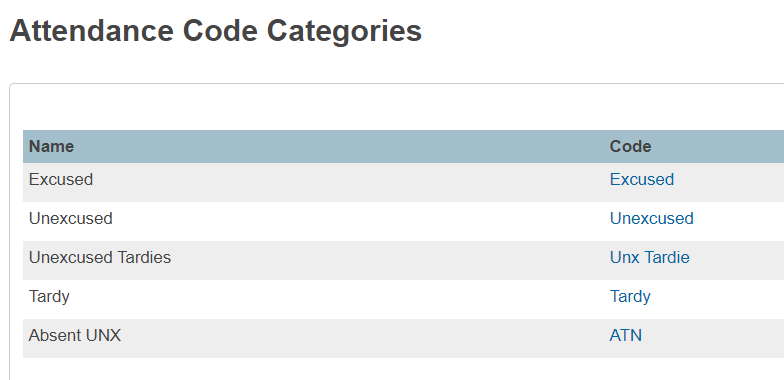 Attendance Code Categories
Name Code
Excused Excused
Unexcused Unexcused
Unexcused Tardies Unx Tardie
Tardy Tardy
Absent UNX ATN